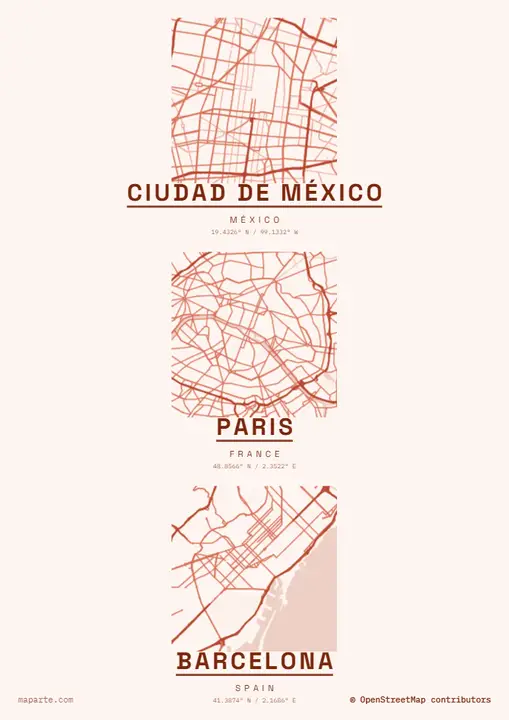 CIUDAD DE MÉXICO
MÉXICO
19.4326° N / 99.1332° W
PARIS
FRANCE
48.8566° N / 2.3522° E
BARCELONA
SPAIN
41.3874° N / 2.1686° E
maparte.com
© OpenStreetMap contributors